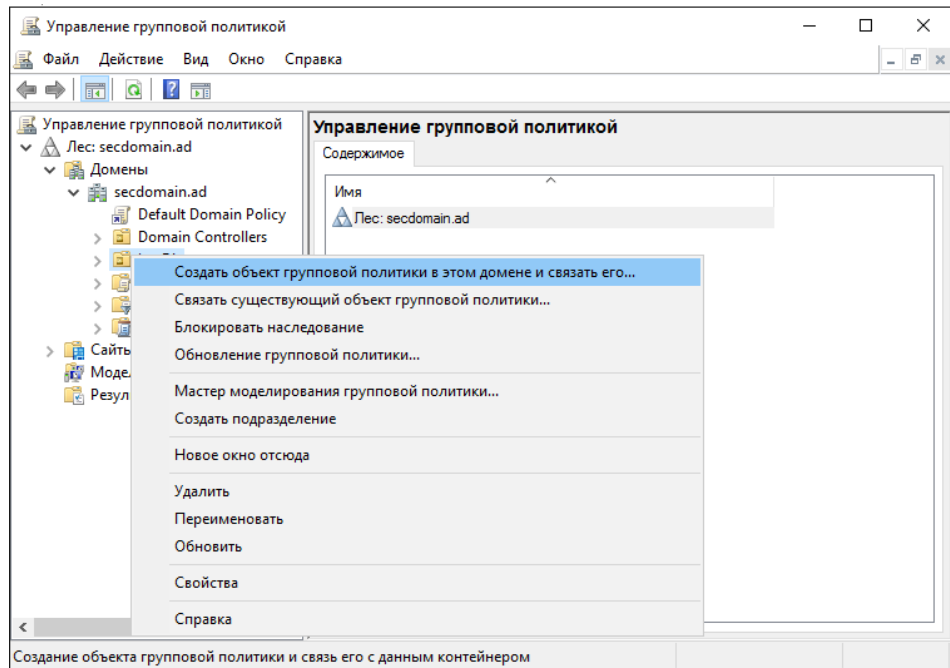 Управление групповой политикой
Файл Действие Вид Окно Справка
Управление групповой политикой
Лес: secdomain.ad
Домены
secdomain.ad
Default Domain Policy
Domain Controllers
Сайты
Управление групповой политикой
Содержимое
Имя
Лес: secdomain.ad
Создать объект групповой политики в этом домене и связать его...
Связать существующий объект групповой политики...
Блокировать наследование
Обновление групповой политики...
Мастер моделирования групповой политики...
Создать подразделение
Новое окно отсюда
Удалить
Переименовать
Обновить
Свойства
Справка
Создание объекта групповой политики и связь его с данным контейнером